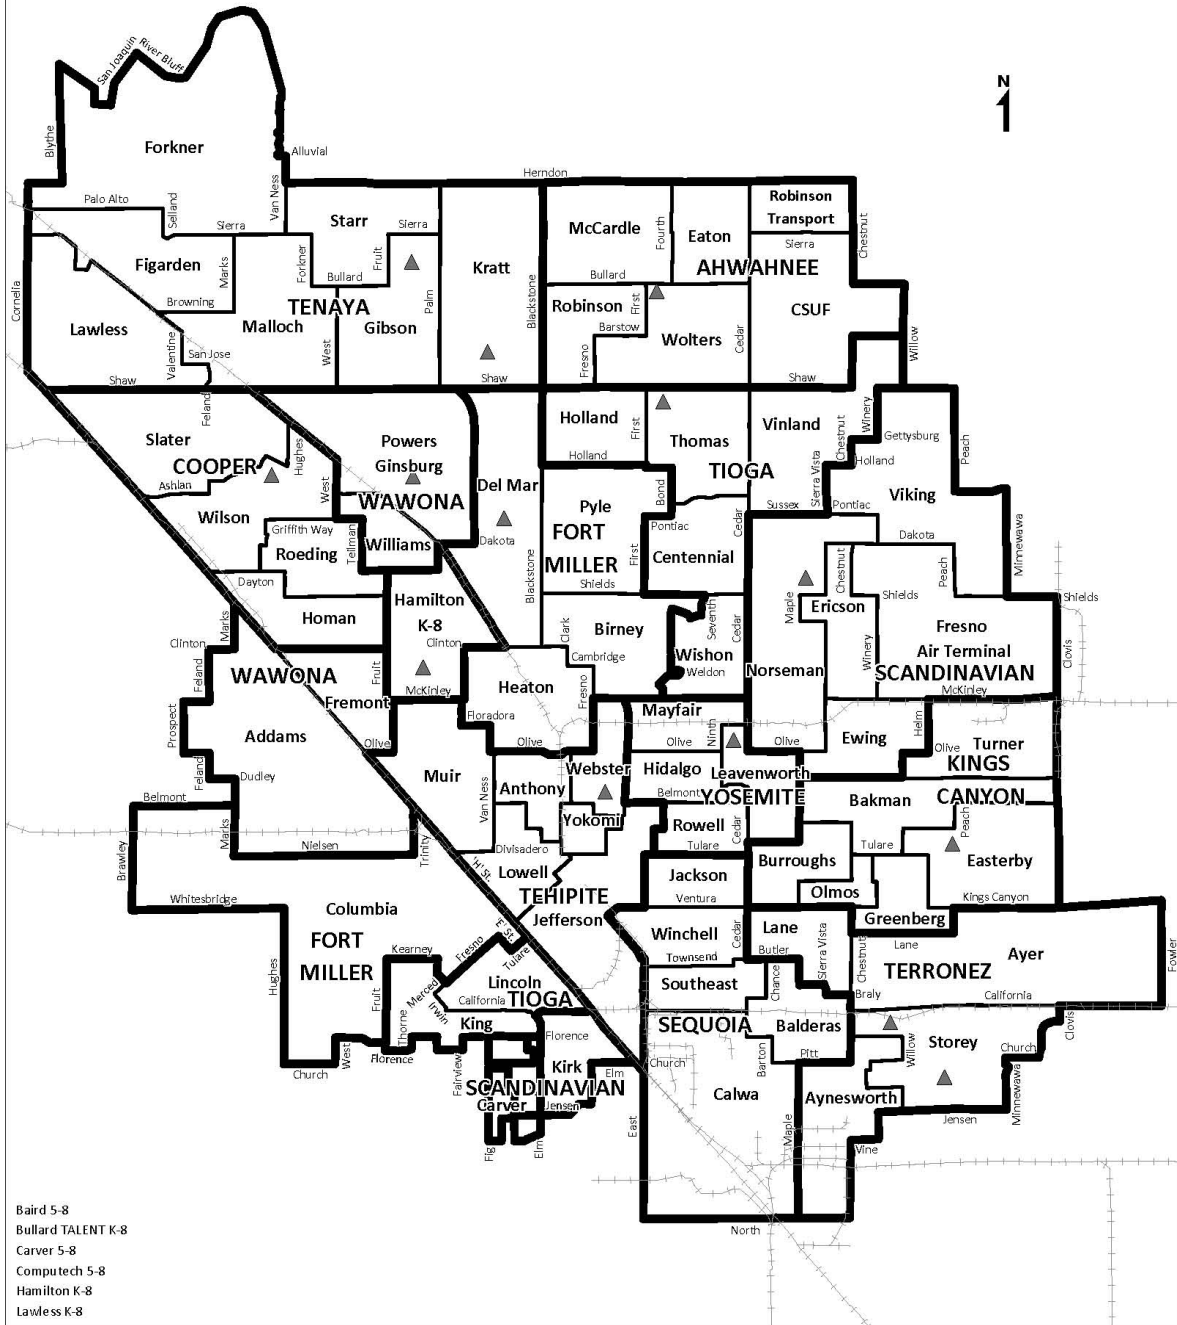 N
San Joaquin
River Bluff
Blythe
Forkner
Alluvial
Herndon
Palo Alto
Selland
Sierra
Van Ness
Starr
Sierra
Robinson
Transport
McCardle
Fourth
Eaton
Sierra
Chestnut
Figarden
Marks
Forkner
Fruit
Bullard
Kratt
Bullard
AHWAHNEE
Cornelia
Browning
TENAYA
Palm
Blackstone
Robinson
First
CSUF
Lawless
Malloch
Gibson
Barstow
Wolters
Cedar
Willow
Valentine
San Jose
West
Fresno
Shaw
Shaw
Shaw
Feland
Slater
Hughes
Powers
Ginsburg
Holland
First
Thomas
Vinland
Chestnut
Winery
Gettysburg
Peach
COOPER
Holland
TIOGA
Sierra Vista
Holland
Ashlan
West
WAWONA
Del Mar
Pyle
Bond
Sussex
Pontiac
Viking
Wilson
Griffith Way
Tellman
Williams
Dakota
FORT
MILLER
Pontiac
Cedar
Dakota
Minnewawa
Roeding
Blackstone
First
Centennial
Dayton
Shields
Chestnut
Peach
Shields
Shields
Homan
Hamilton
K-8
Maple
Ericson
Marks
Clinton
Clinton
Clark
Birney
Seventh
Cedar
Winery
Fresno
Air Terminal
Clovis
Feland
WAWONA
Fruit
Cambridge
Wishon
Weldon
Norseman
SCANDINAVIAN
Fremont
McKinley
Heaton
Fresno
McKinley
Prospect
Addams
Floradora
Mayfair
Ninth
Helm
Olive
Olive
Olive
Olive
Ewing
Olive
Turner
Feland
Dudley
Muir
Van Ness
Anthony
Webster
Hidalgo
Leavenworth
KINGS
CANYON
Belmont
Belmont
YOSEMITE
Bakman
Peach
Marks
Yokomi
Rowell
Cedar
Brawley
Nielsen
Trinity
Divisadero
Tulare
Tulare
'H' St.
Lowell
Burroughs
Easterby
Whitesbridge
TEHIPITE
Jackson
Ventura
Olmos
Kings Canyon
Columbia
Jefferson
Greenberg
FORT
MILLER
'E' St.
Winchell
Cedar
Lane
Lane
Ayer
Fowler
Kearney
Fresno
Tulare
Butler
Sierra Vista
Chestnut
Townsend
TERRONEZ
Hughes
Fruit
Merced
Lincoln
Southeast
Chance
Braly
California
Irwin
California
TIOGA
Thorne
King
SEQUOIA
Balderas
Storey
Clovis
West
Florence
Fairview
Florence
Church
Barton
Pitt
Willow
Church
Church
Kirk
Elm
SCANDINAVIAN
Calwa
Aynesworth
Minnewawa
Carver
Jensen
East
Maple
Jensen
Fig
Elm
Vine
North
Baird 5-8
Bullard TALENT K-8
Carver 5-8
Computech 5-8
Hamilton K-8
Lawless K-8